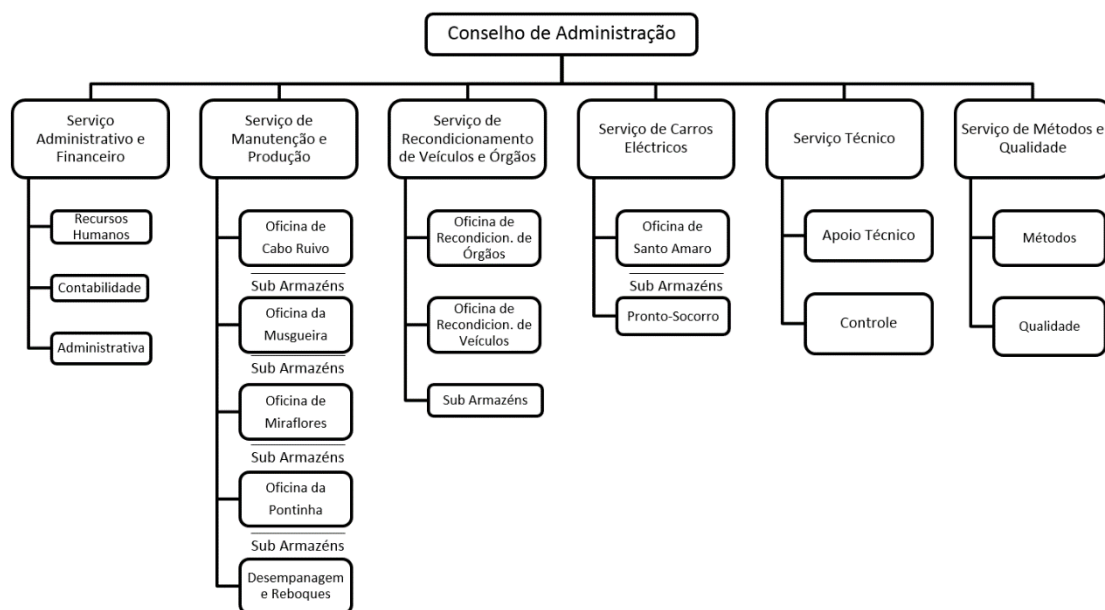 Conselho de Administração
Serviço
Administrativo e
Financeiro
Recursos
Humanos
Contabilidade
Administrativa
Serviço de
Manutenção e
Produção
Oficina de
Cabo Ruivo
Sub Armazéns
Oficina da
Musgueira
Sub Armazéns
Oficina de
Miraflores
Sub Armazéns
Oficina da
Pontinha
Sub Armazéns
Desempanagem
e Reboques
Serviço de
Recondicionamento
de Veículos e Órgãos
Oficina de
Recondicion. de
Órgãos
Oficina de
Recondicion. de
Veículos
Sub Armazéns
Serviço de Carros
Eléctricos
Oficina de
Santo Amaro
Sub Armazéns
Pronto-Socorro
Serviço Técnico
Apoio Técnico
Controle
Serviço de Métodos e
Qualidade
Métodos
Qualidade